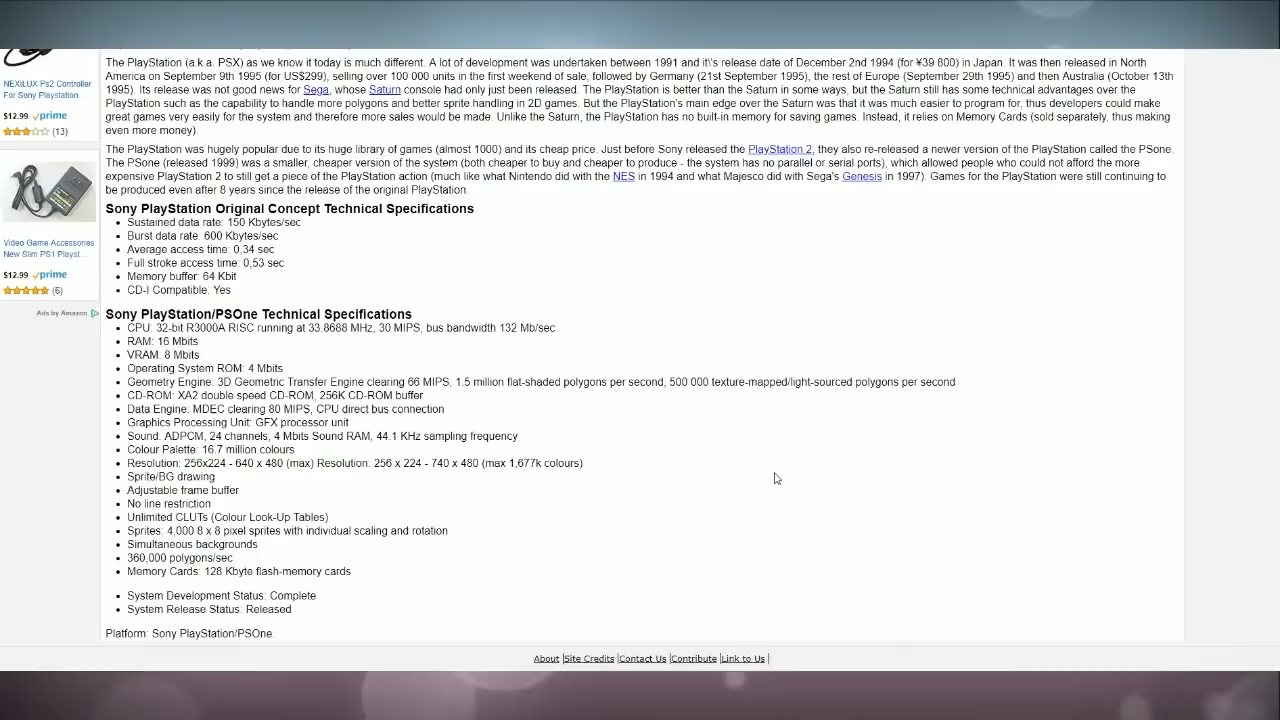 NEXiLUX Ps2 Controller
For Sony Playstation...
$12.99 prime
(13)
Video Game Accessories
New Slim PS1 Playst...
$12.99 prime
(6)
Ads by Amazon
The PlayStation (a.k.a. PSX) as we know it today is much different. A lot of development was undertaken between 1991 and it\'s release date of December 2nd 1994 (for ¥39 800) in Japan. It was then released in North
America on September 9th 1995 (for US$299), selling over 100 000 units in the first weekend of sale, followed by Germany (21st September 1995), the rest of Europe (September 29th 1995) and then Australia (October 13th
1995). Its release was not good news for Sega, whose Saturn console had only just been released. The PlayStation is better than the Saturn in some ways, but the Saturn still has some technical advantages over the
PlayStation such as the capability to handle more polygons and better sprite handling in 2D games. But the PlayStation's main edge over the Saturn was that it was much easier to program for, thus developers could make
great games very easily for the system and therefore more sales would be made. Unlike the Saturn, the PlayStation has no built-in memory for saving games. Instead, it relies on Memory Cards (sold separately, thus making
even more money).
The PlayStation was hugely popular due to its huge library of games (almost 1000) and its cheap price. Just before Sony released the PlayStation 2, they also re-released a newer version of the PlayStation called the PSone.
The PSone (released 1999) was a smaller, cheaper version of the system (both cheaper to buy and cheaper to produce - the system has no parallel or serial ports), which allowed people who could not afford the more
expensive PlayStation 2 to still get a piece of the PlayStation action (much like what Nintendo did with the NES in 1994 and what Majesco did with Sega's Genesis in 1997). Games for the PlayStation were still continuing to
be produced even after 8 years since the release of the original PlayStation.
Sony PlayStation Original Concept Technical Specifications
• Sustained data rate: 150 Kbytes/sec
• Burst data rate: 600 Kbytes/sec
• Average access time: 0,34 sec
• Full stroke access time: 0,53 sec
• Memory buffer: 64 Kbit
• CD-I Compatible: Yes
Sony PlayStation/PSOne Technical Specifications
• CPU: 32-bit R3000A RISC running at 33.8688 MHz, 30 MIPS, bus bandwidth 132 Mb/sec
• RAM: 16 Mbits
• VRAM: 8 Mbits
• Operating System ROM: 4 Mbits
• Geometry Engine: 3D Geometric Transfer Engine clearing 66 MIPS, 1.5 million flat-shaded polygons per second, 500 000 texture-mapped/light-sourced polygons per second
• CD-ROM: XA2 double speed CD-ROM, 256K CD-ROM buffer
• Data Engine: MDEC clearing 80 MIPS, CPU direct bus connection
• Graphics Processing Unit: GFX processor unit
• Sound: ADPCM, 24 channels, 4 Mbits Sound RAM, 44.1 KHz sampling frequency
• Colour Palette: 16.7 million colours
• Resolution: 256x224 - 640 x 480 (max) Resolution: 256 x 224 - 740 x 480 (max 1,677k colours)
• Sprite/BG drawing
• Adjustable frame buffer
• No line restriction
• Unlimited CLUTs (Colour Look-Up Tables)
• Sprites: 4,000 8 x 8 pixel sprites with individual scaling and rotation
• Simultaneous backgrounds
• 360,000 polygons/sec
• Memory Cards: 128 Kbyte flash-memory cards
• System Development Status: Complete
• System Release Status: Released
Platform: Sony PlayStation/PSOne.
About |Site Credits |Contact Us |Contribute |Link to Us |